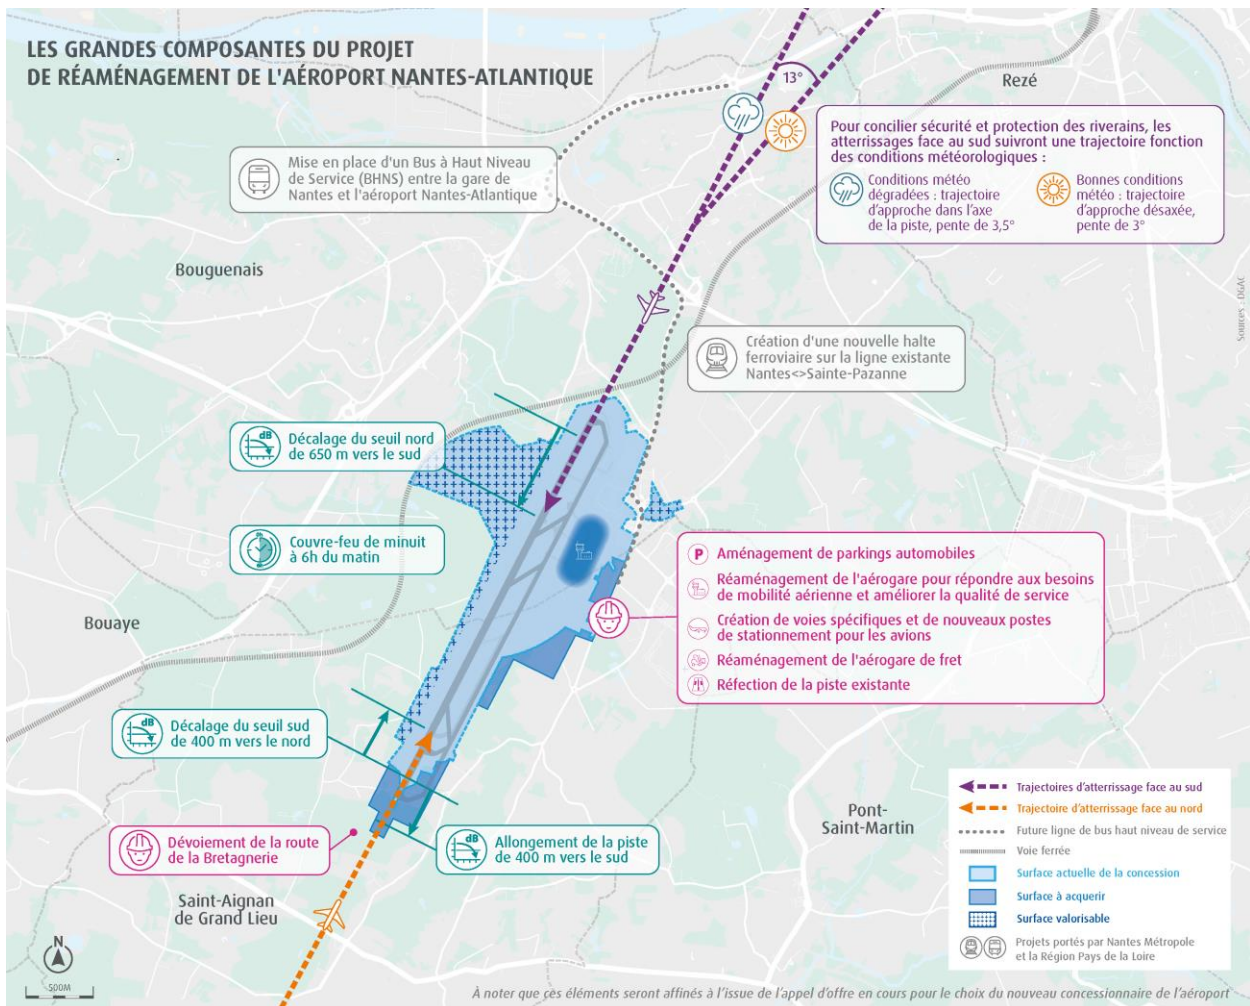 LES GRANDES COMPOSANTES DU PROJET
DE RÉAMÉNAGEMENT DE L'AÉROPORT NANTES-ATLANTIQUE
13°
Rezé
Pour concilier sécurité et protection des riverains, les
atterrissages face au sud suivront une trajectoire fonction
des conditions météorologiques :
Conditions météo
dégradées : trajectoire
d'approche dans l'axe
de la piste, pente de 3,5°
Bonnes conditions
météo : trajectoire
d'approche désaxée,
pente de 3°
Mise en place d'un Bus à Haut Niveau
de Service (BHNS) entre la gare de
Nantes et l'aéroport Nantes-Atlantique
Bouguenais
Sources : DGAC
Création d'une nouvelle halte
ferroviaire sur la ligne existante
Nantes<>Sainte-Pazanne
dB
Décalage du seuil nord
de 650 m vers le sud
Couvre-feu de minuit
à 6h du matin
P
Aménagement de parkings automobiles
Réaménagement de l'aérogare pour répondre aux besoins
de mobilité aérienne et améliorer la qualité de service
Création de voies spécifiques et de nouveaux postes
de stationnement pour les avions
Réaménagement de l'aérogare de fret
Réfection de la piste existante
Bouaye
dB
Décalage du seuil sud
de 400 m vers le nord
Dévoiement de la route
de la Bretagnerie
dB
Allongement de la piste
de 400 m vers le sud
Pont-
Saint-Martin
Saint-Aignan
de Grand Lieu
Trajectoires d'atterrissage face au sud
Trajectoire d'atterrissage face au nord
Future ligne de bus haut niveau de service
Voie ferrée
Surface actuelle de la concession
Surface à acquerir
Surface valorisable
Projets portés par Nantes Métropole
et la Région Pays de la Loire
N
500M
À noter que ces éléments seront affinés à l'issue de l'appel d'offre en cours pour le choix du nouveau concessionnaire de l'aéroport